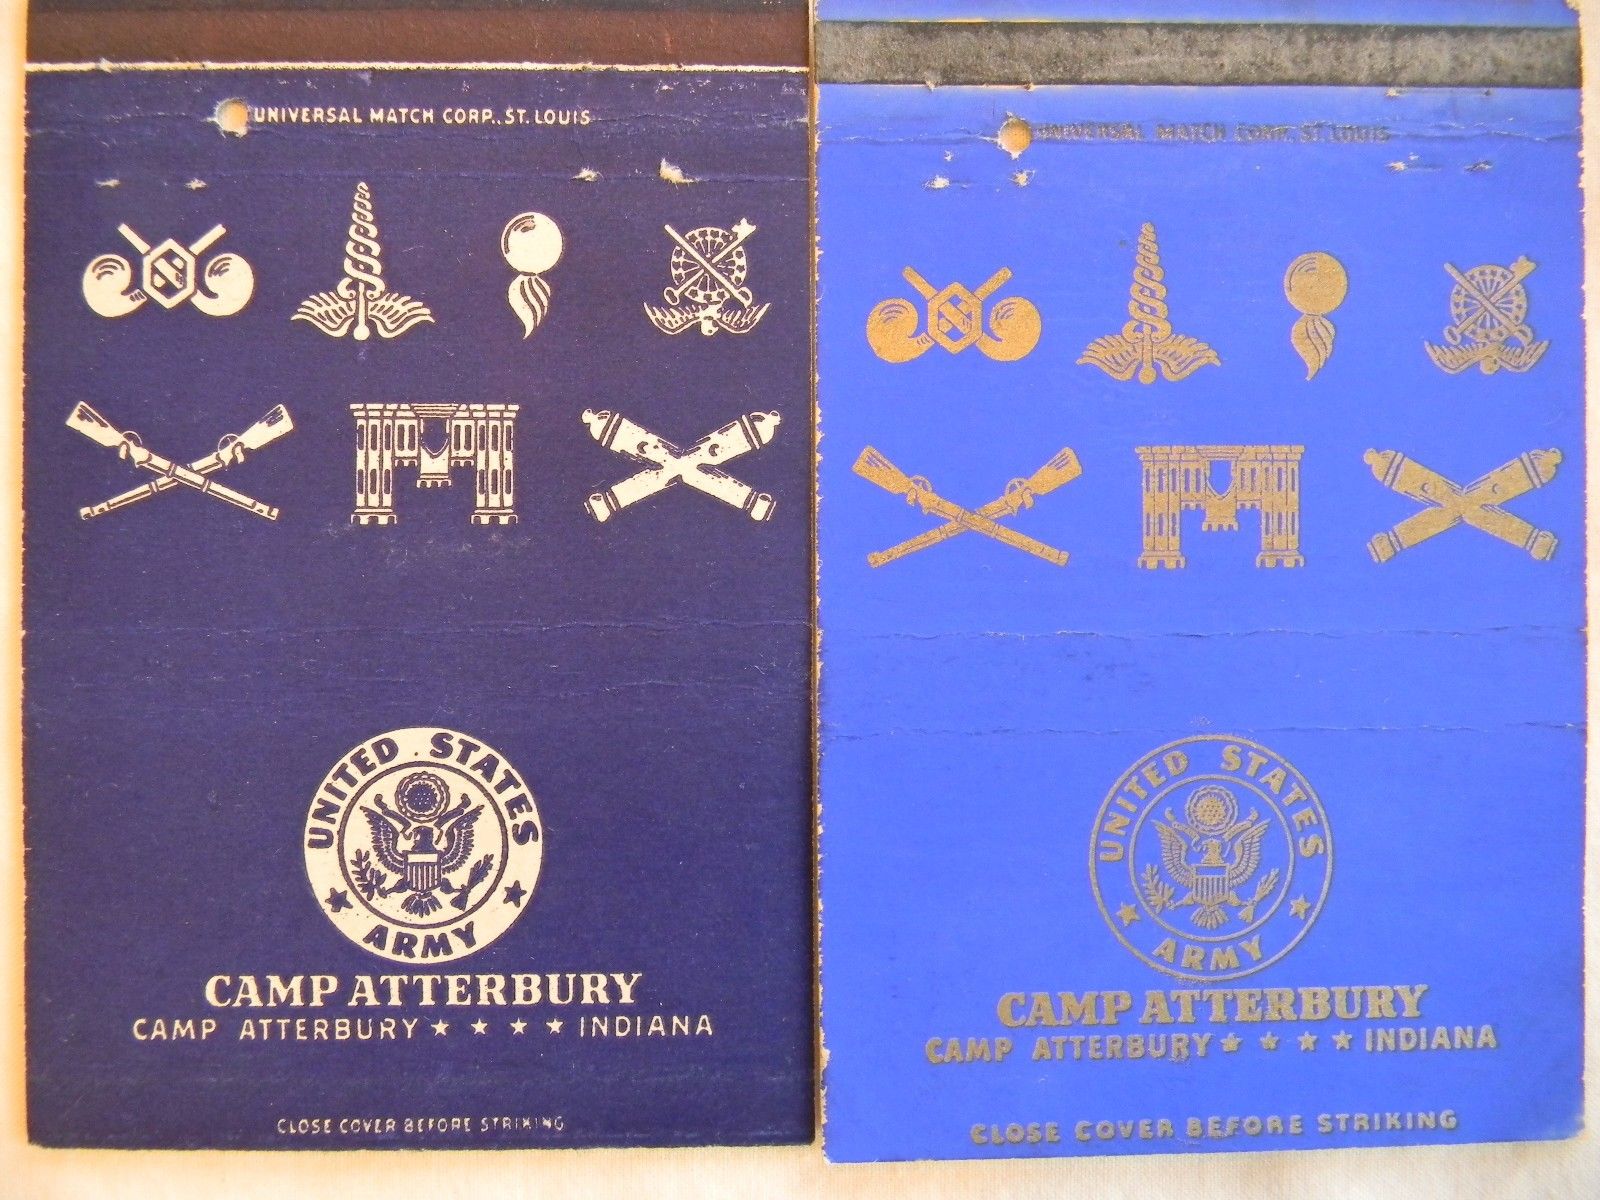 UNIVERSAL MATCH CORP., ST. LOUIS
UNITED STATES
ARMY
CAMP ATTERBURY
CAMP ATTERBURY ★ ★ ★ ★ INDIANA
CLOSE COVER BEFORE STRIKING
UNIVERSAL MATCH CORP., ST. LOUIS
UNITED STATES
ARMY
CAMP ATTERBURY
CAMP ATTERBURY ★ ★ ★ ★ INDIANA
CLOSE COVER BEFORE STRIKING